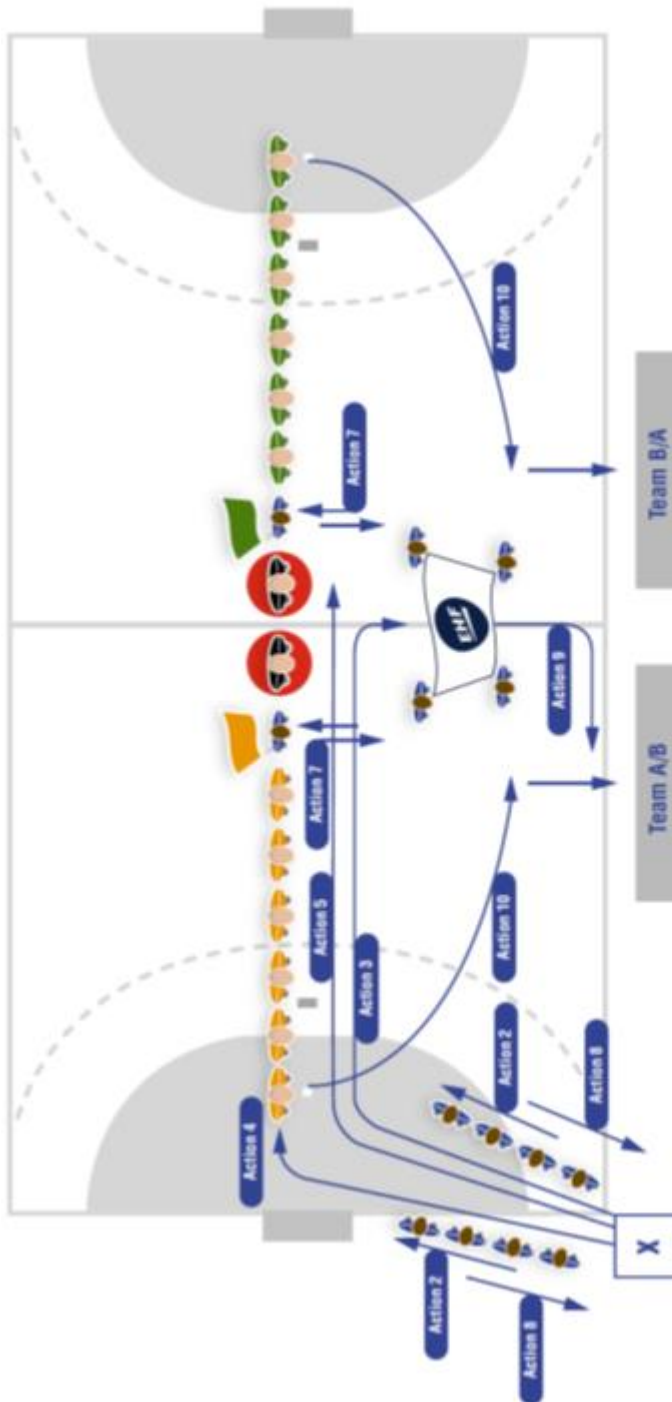 Action 10
Team B/A
Action 7
EHF
Action 9
Team A/B
Action 7
Action 5
Action 3
Action 10
Action 2
Action 8
Action 4
X
Action 2
Action 8